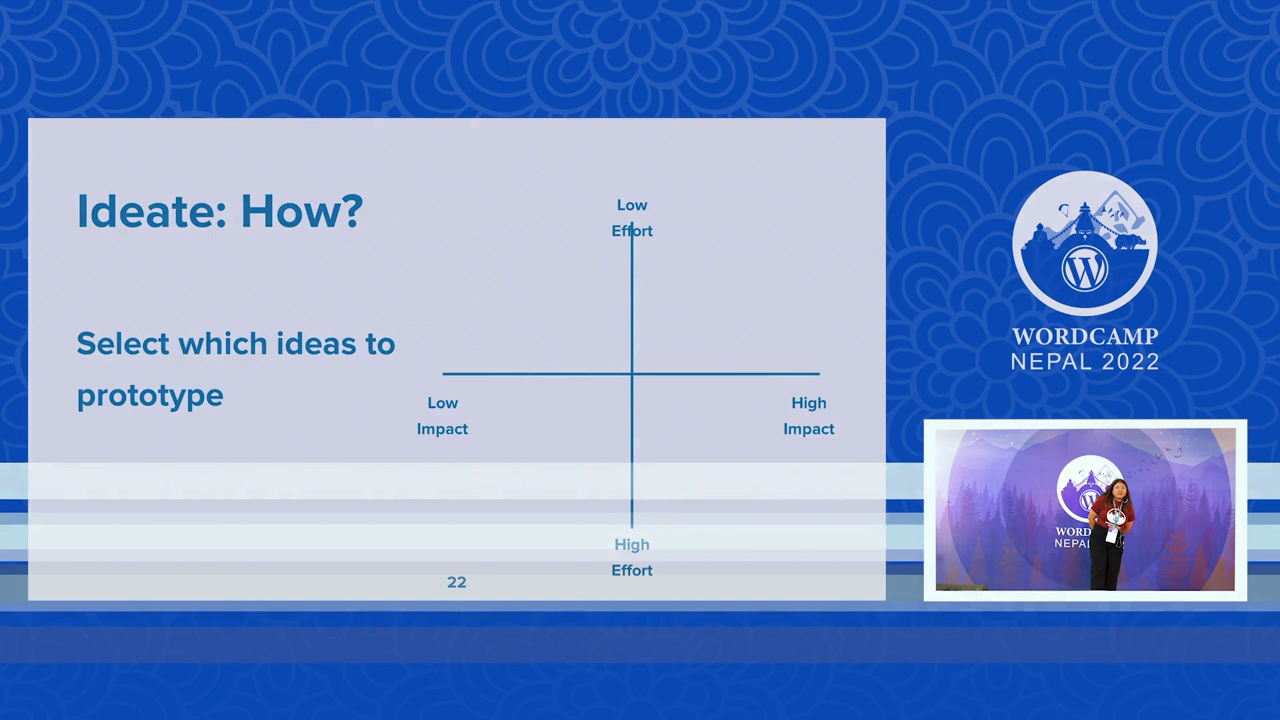 Ideate: How?
Select which ideas to
prototype
Low
Effort
Low
Impact
High
Impact
High
Effort
22
WORDCAMP
NEPAL 2022